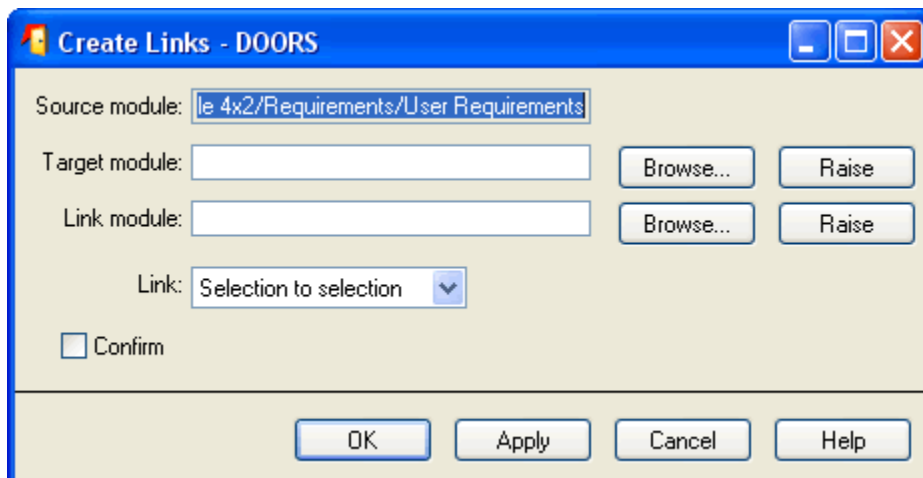 Create Links - DOORS
Source module: le 4x2/Requirements/User Requirements
Target module: Browse... Raise
Link module: Browse... Raise
Link: Selection to selection
Confirm
OK Apply Cancel Help